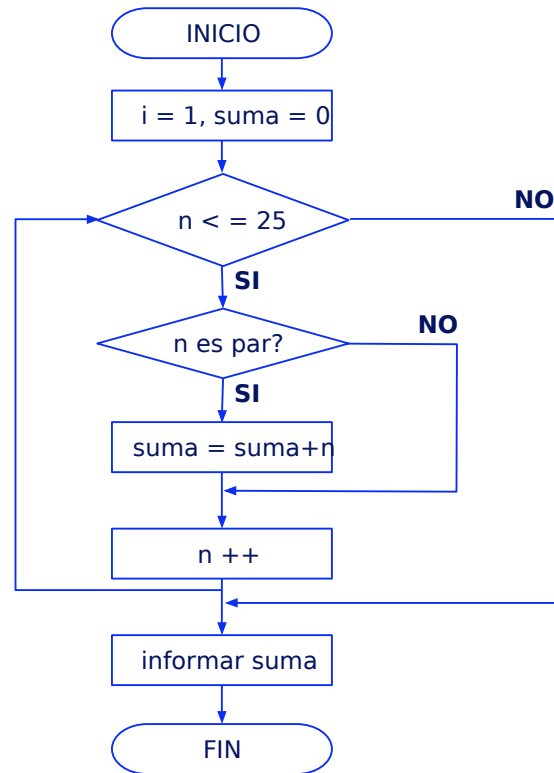 INICIO
i = 1, suma = 0
n < = 25
NO
SI
n es par?
NO
SI
suma = suma+n
n ++
informar suma
FIN